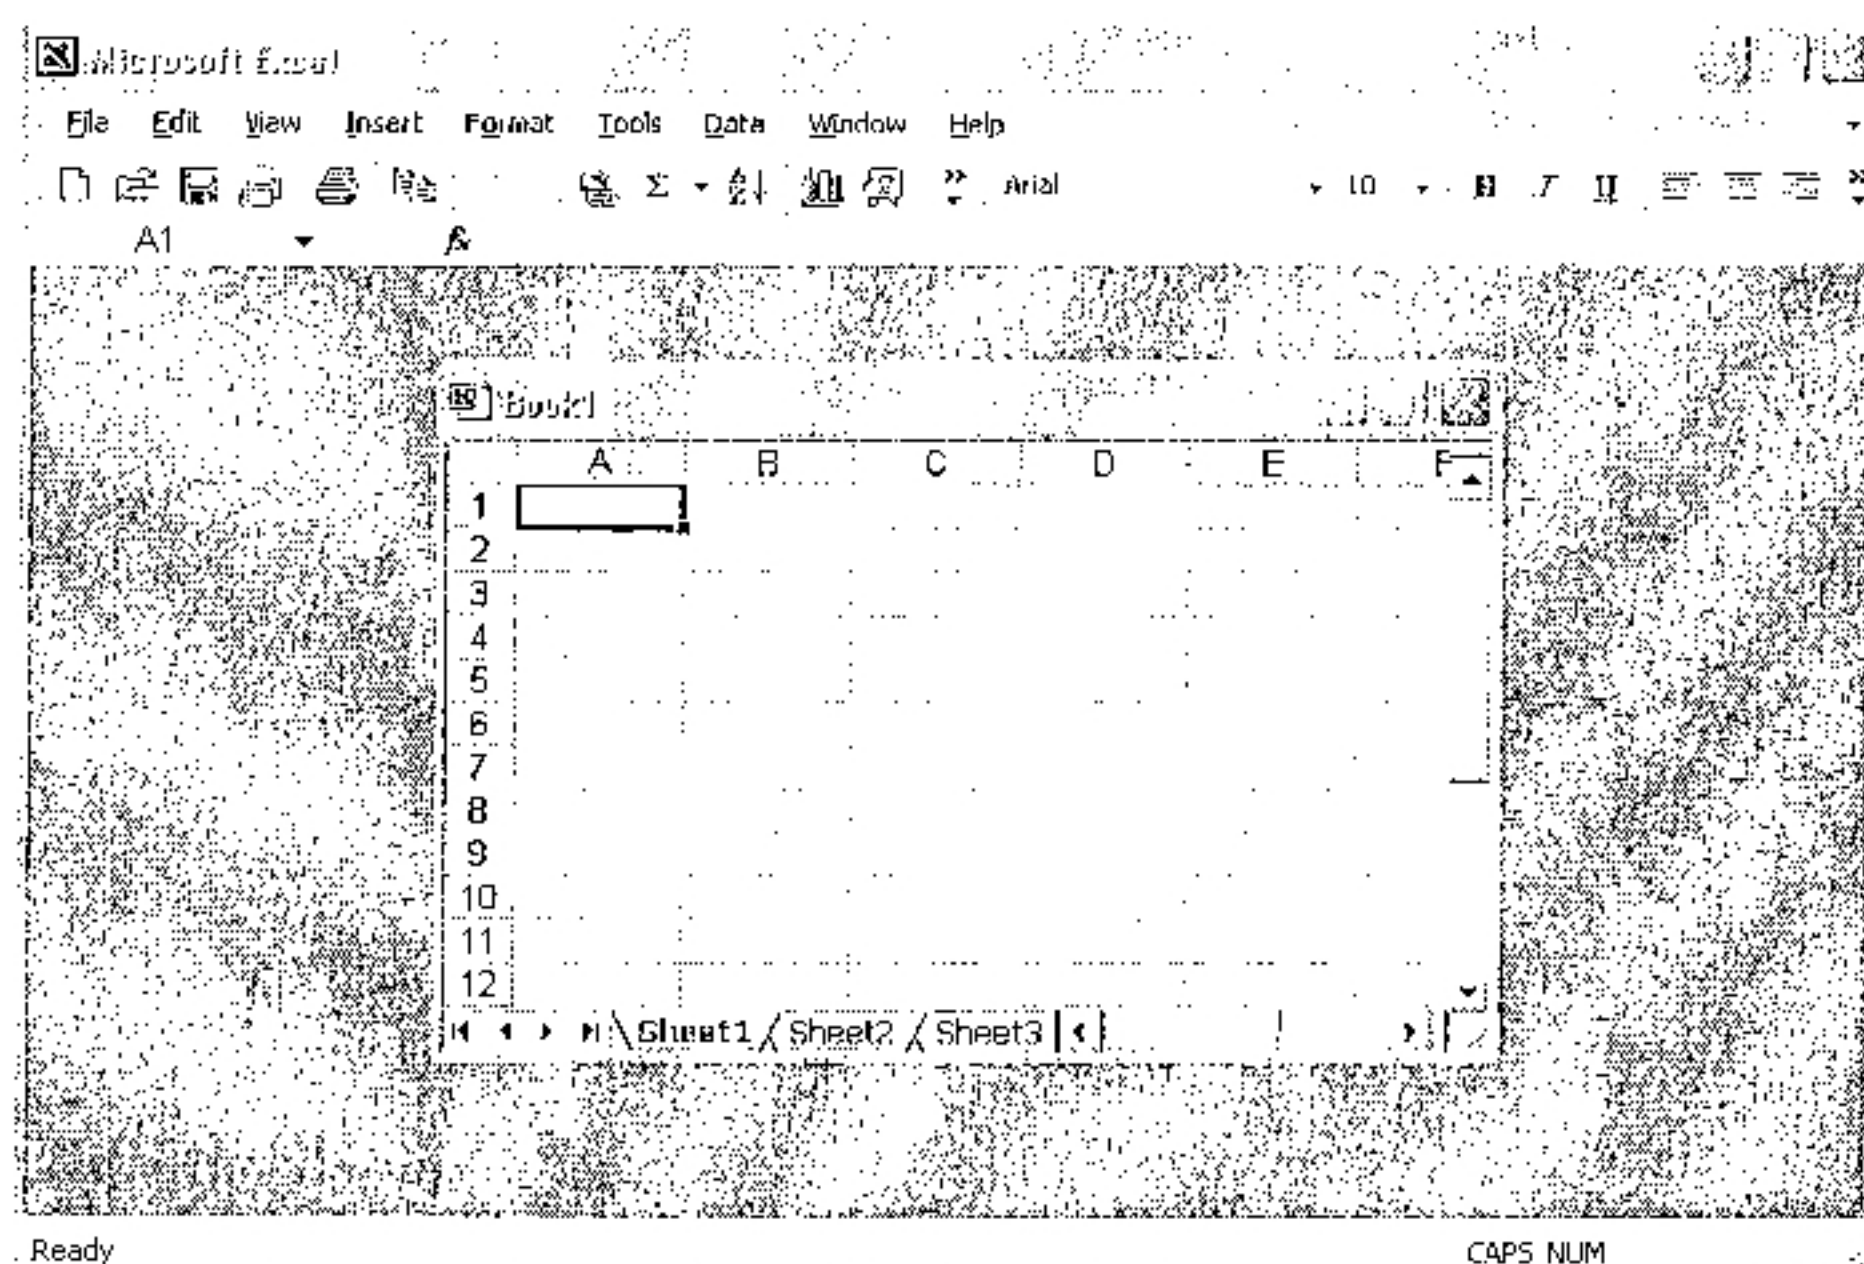 Microsoft Excel
File Edit View Insert Format Tools Data Window Help
Σ Arial 10 B I U
A1 fx
Book1
A B C D E F
1
2
3
4
5
6
7
8
9
10
11
12
Sheet1 Sheet2 Sheet3
Ready CAPS NUM